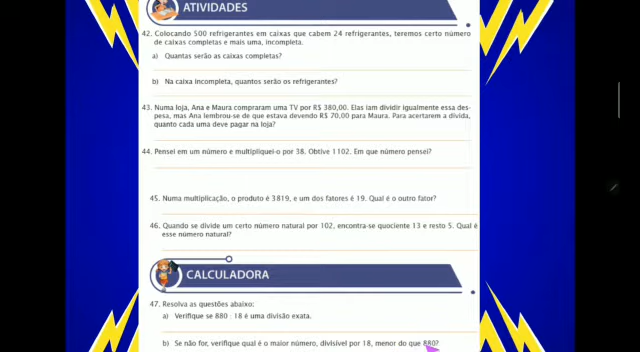 ATIVIDADES
42. Colocando 500 refrigerantes em caixas que cabem 24 refrigerantes, teremos certo número
de caixas completas e mais uma, incompleta.
a) Quantas serão as caixas completas?
b) Na caixa incompleta, quantos serão os refrigerantes?
43. Numa loja, Ana e Maura compraram uma TV por R$ 380,00. Elas iam dividir igualmente essa des-
pesa, mas Ana lembrou-se de que estava devendo R$ 70,00 para Maura. Para acertarem a dívida,
quanto cada uma deve pagar na loja?
44. Pensei em um número e multipliquei-o por 38. Obtive 1102. Em que número pensei?
45. Numa multiplicação, o produto é 3819, e um dos fatores é 19. Qual é o outro fator?
46. Quando se divide um certo número natural por 102, encontra-se quociente 13 e resto 5. Qual é
esse número natural?
CALCULADORA
47. Resolva as questões abaixo:
a) Verifique se 880 : 18 é uma divisão exata.
b) Se não for, verifique qual é o maior número, divisível por 18, menor do que 880?